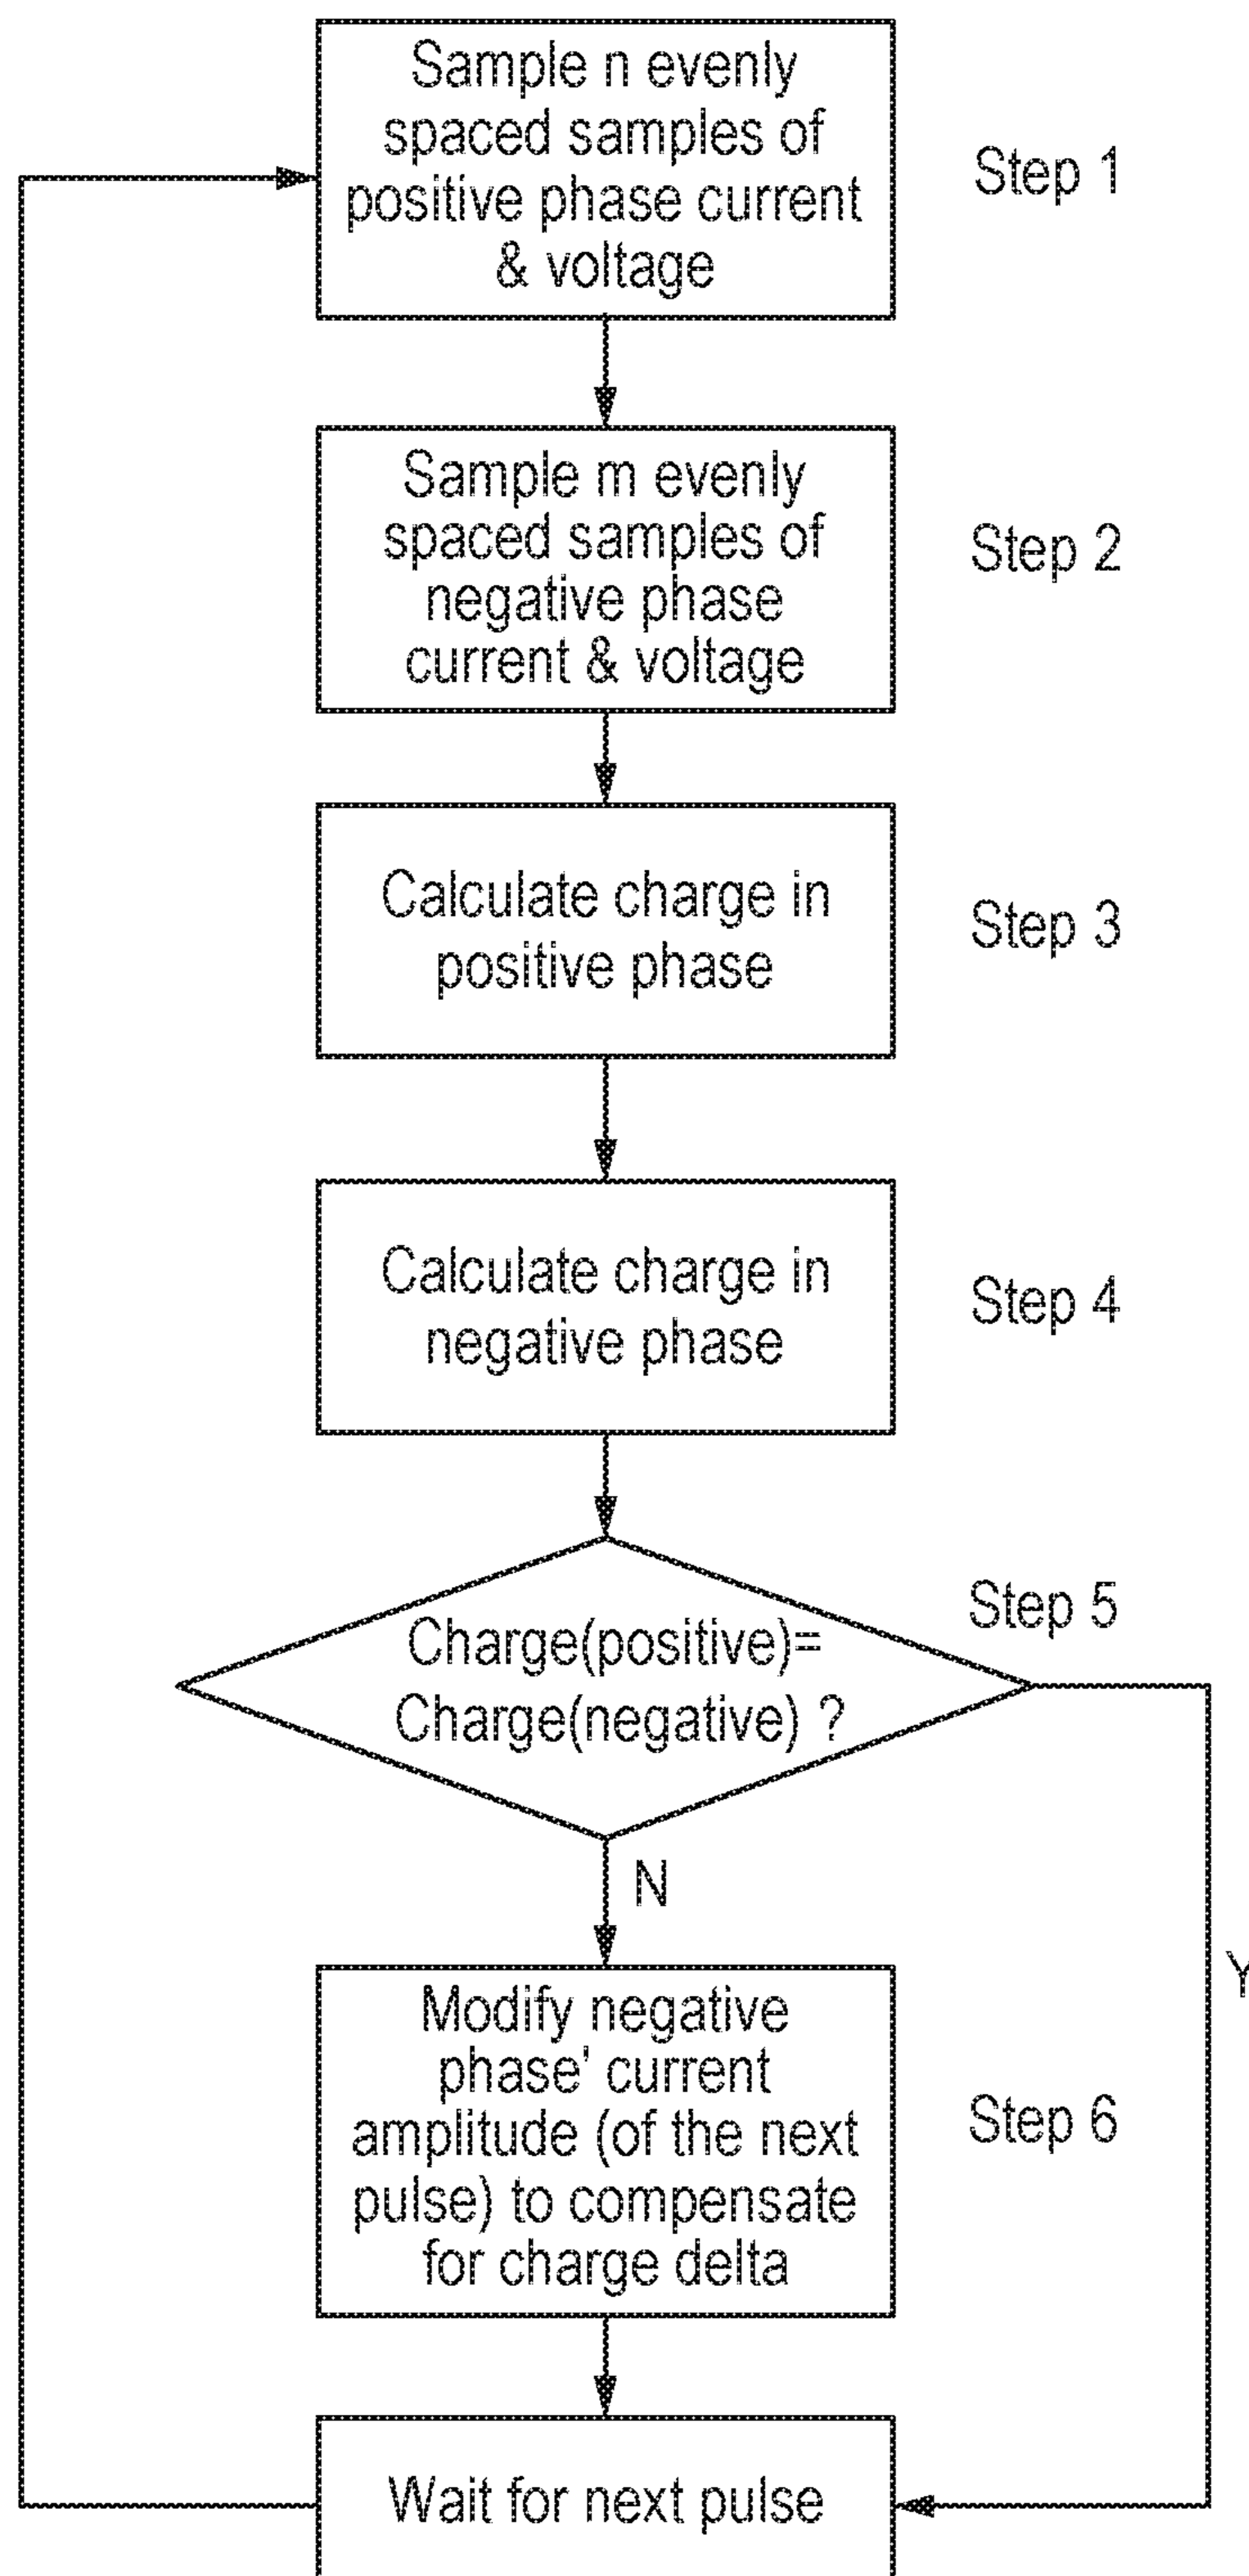 Sample n evenly
spaced samples of
positive phase current
& voltage
Step 1
Sample m evenly
spaced samples of
negative phase
current & voltage
Step 2
Calculate charge in
positive phase
Step 3
Calculate charge in
negative phase
Step 4
Charge(positive)=
Charge(negative) ?
Step 5
N
Y
Modify negative
phase' current
amplitude (of the next
pulse) to compensate
for charge delta
Step 6
Wait for next pulse